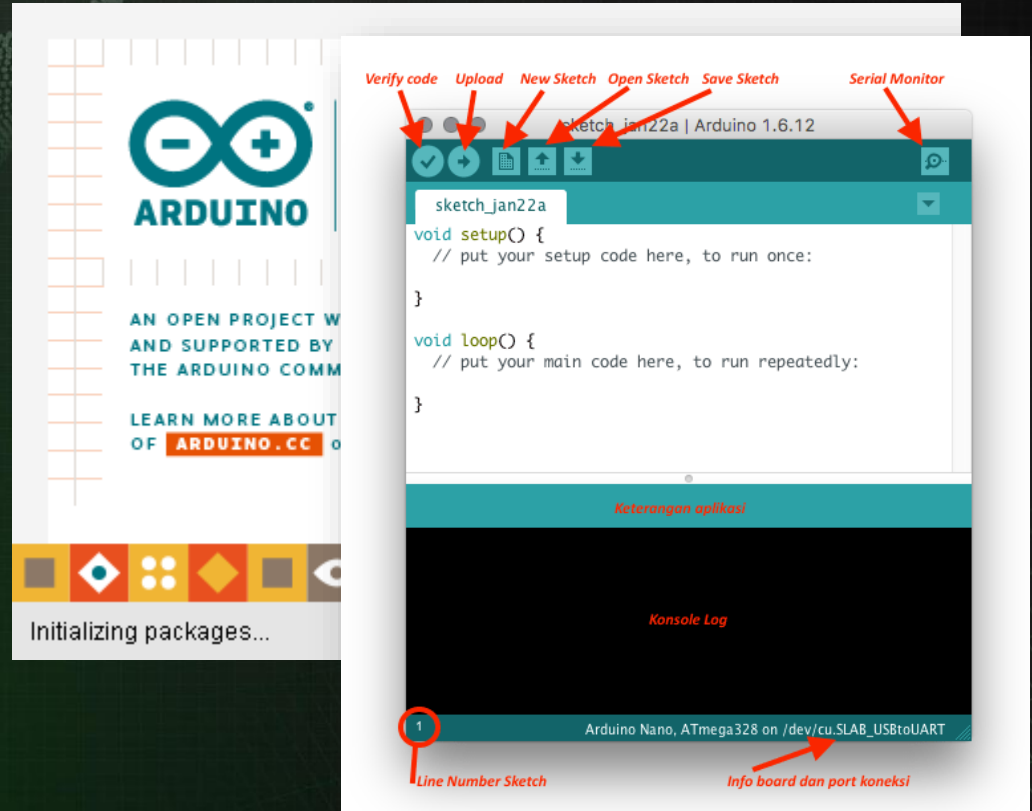 ARDUINO
AN OPEN PROJECT W
AND SUPPORTED BY
THE ARDUINO COMM
LEARN MORE ABOUT
OF ARDUINO.CC o
Initializing packages...
Verify code Upload New Sketch Open Sketch Save Sketch Serial Monitor
sketch_jan22a | Arduino 1.6.12
sketch_jan22a
void setup() {
// put your setup code here, to run once:
}
void loop() {
// put your main code here, to run repeatedly:
}
Keterangan aplikasi
Konsole Log
1
Arduino Nano, ATmega328 on /dev/cu.SLAB_USBtoUART
Line Number Sketch
Info board dan port koneksi